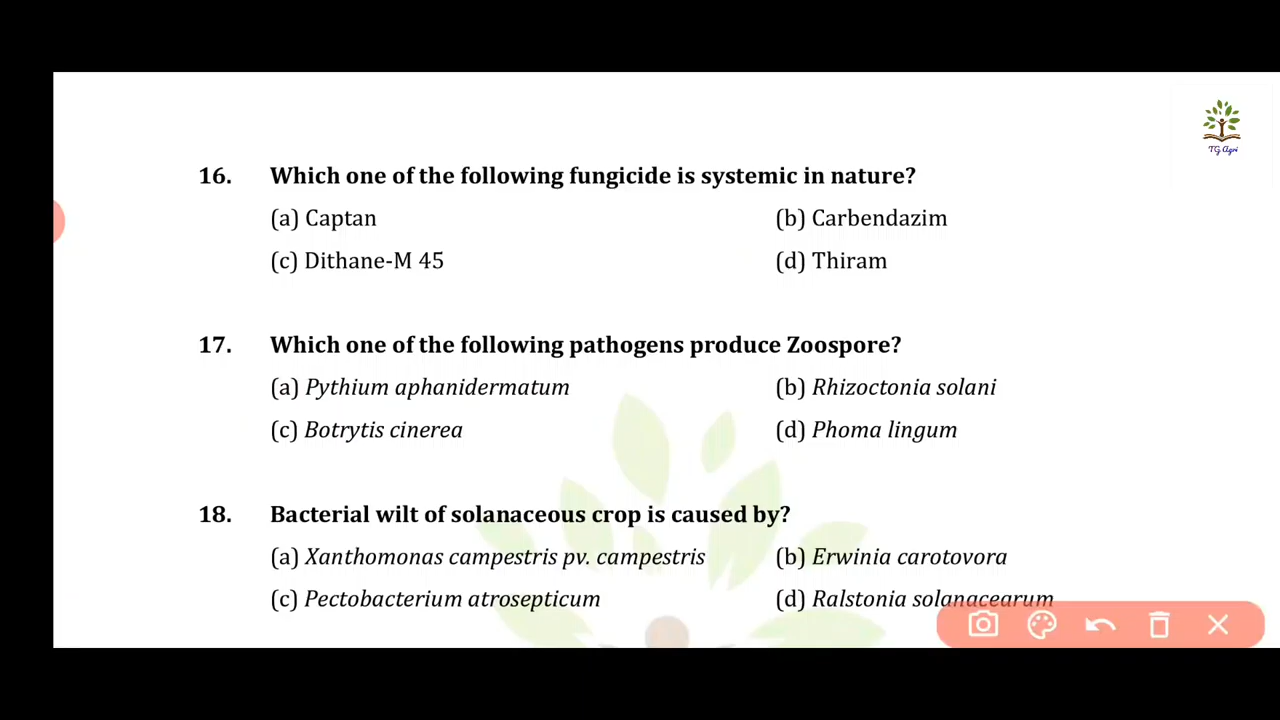 TG Agri
16. Which one of the following fungicide is systemic in nature?
(a) Captan (b) Carbendazim
(c) Dithane-M 45 (d) Thiram
17. Which one of the following pathogens produce Zoospore?
(a) Pythium aphanidermatum (b) Rhizoctonia solani
(c) Botrytis cinerea (d) Phoma lingum
18. Bacterial wilt of solanaceous crop is caused by?
(a) Xanthomonas campestris pv. campestris (b) Erwinia carotovora
(c) Pectobacterium atrosepticum (d) Ralstonia solanacearum